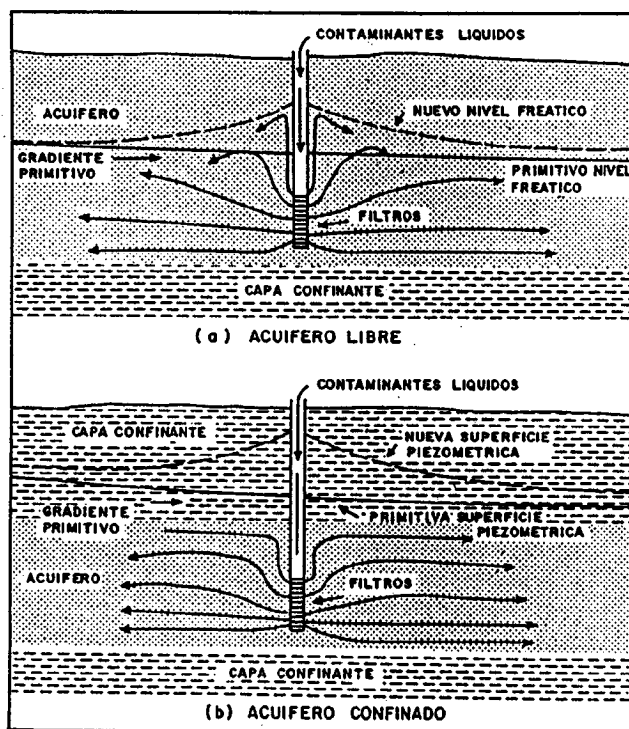 CONTAMINANTES LIQUIDOS
ACUIFERO
NUEVO NIVEL FREATICO
GRADIENTE
PRIMITIVO
PRIMITIVO NIVEL
FREATICO
FILTROS
CAPA CONFINANTE
(a) ACUIFERO LIBRE
CONTAMINANTES LIQUIDOS
CAPA CONFINANTE
NUEVA SUPERFICIE
PIEZOMETRICA
GRADIENTE
PRIMITIVO
PRIMITIVA SUPERFICIE
PIEZOMETRICA
ACUIFERO
FILTROS
CAPA CONFINANTE
(b) ACUIFERO CONFINADO